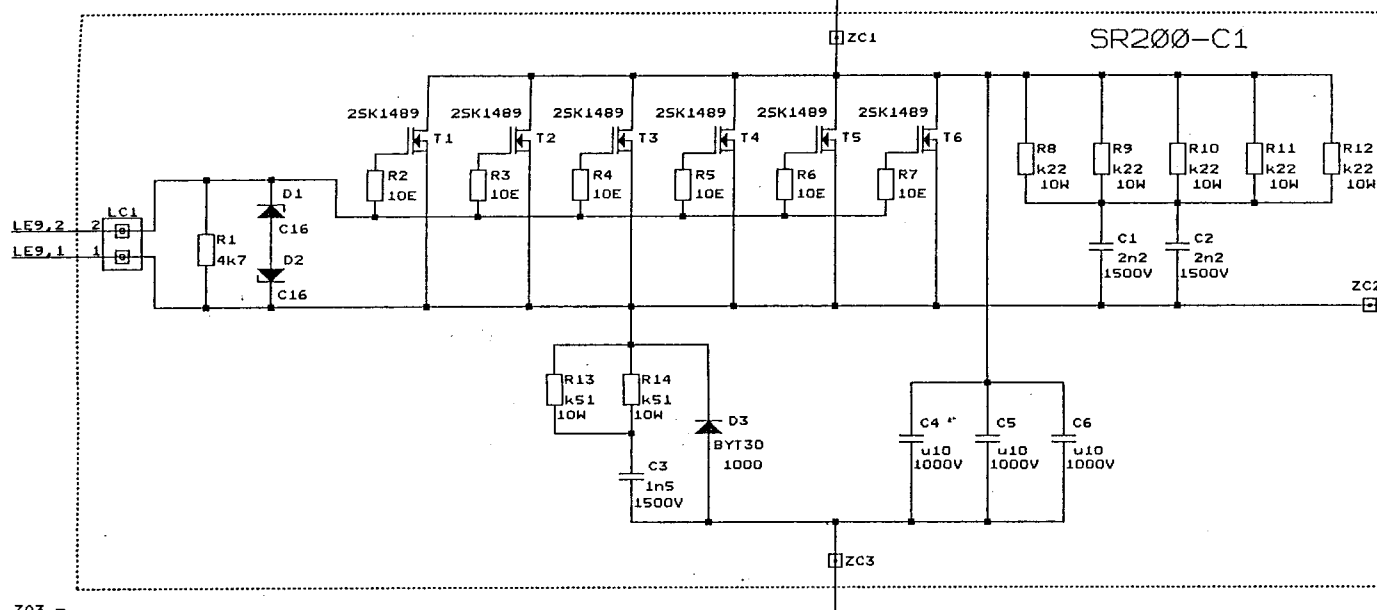 ZC1
SR200-C1
2SK1489 2SK1489 2SK1489 2SK1489 2SK1489 2SK1489
T1 T2 T3 T4 T5 T6
R2 10E
R3 10E
R4 10E
R5 10E
R6 10E
R7 10E
R8 k22 10W
R9 k22 10W
R10 k22 10W
R11 k22 10W
R12 k22 10W
LC1
LE9,2 2
LE9,1 1
R1 4k7
D1 C16
D2 C16
C1 2n2 1500V
C2 2n2 1500V
ZC2
R13 k51 10W
R14 k51 10W
D3 BYT30 1000
C3 1n5 1500V
C4 u10 1000V
C5 u10 1000V
C6 u10 1000V
ZC3